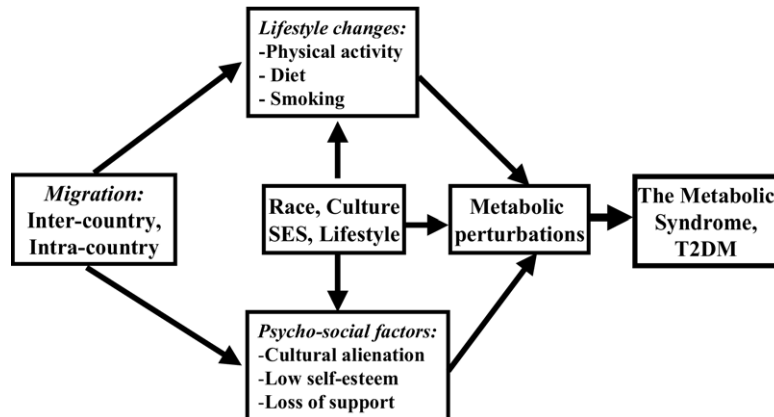 Lifestyle changes:
-Physical activity
- Diet
- Smoking
Migration:
Inter-country,
Intra-country
Race, Culture
SES, Lifestyle
Metabolic
perturbations
The Metabolic
Syndrome,
T2DM
Psycho-social factors:
-Cultural alienation
-Low self-esteem
-Loss of support